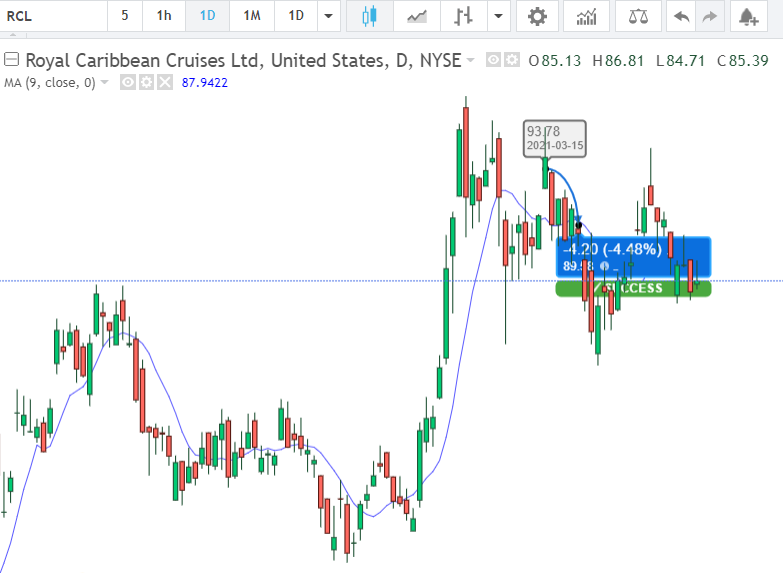 RCL 5 1h 1D 1M 1D
Royal Caribbean Cruises Ltd, United States, D, NYSE O85.13 H86.81 L84.71 C85.39
MA (9, close, 0) 87.9422
93.78
2021-03-15
-4.20 (-4.48%)
SUCCESS